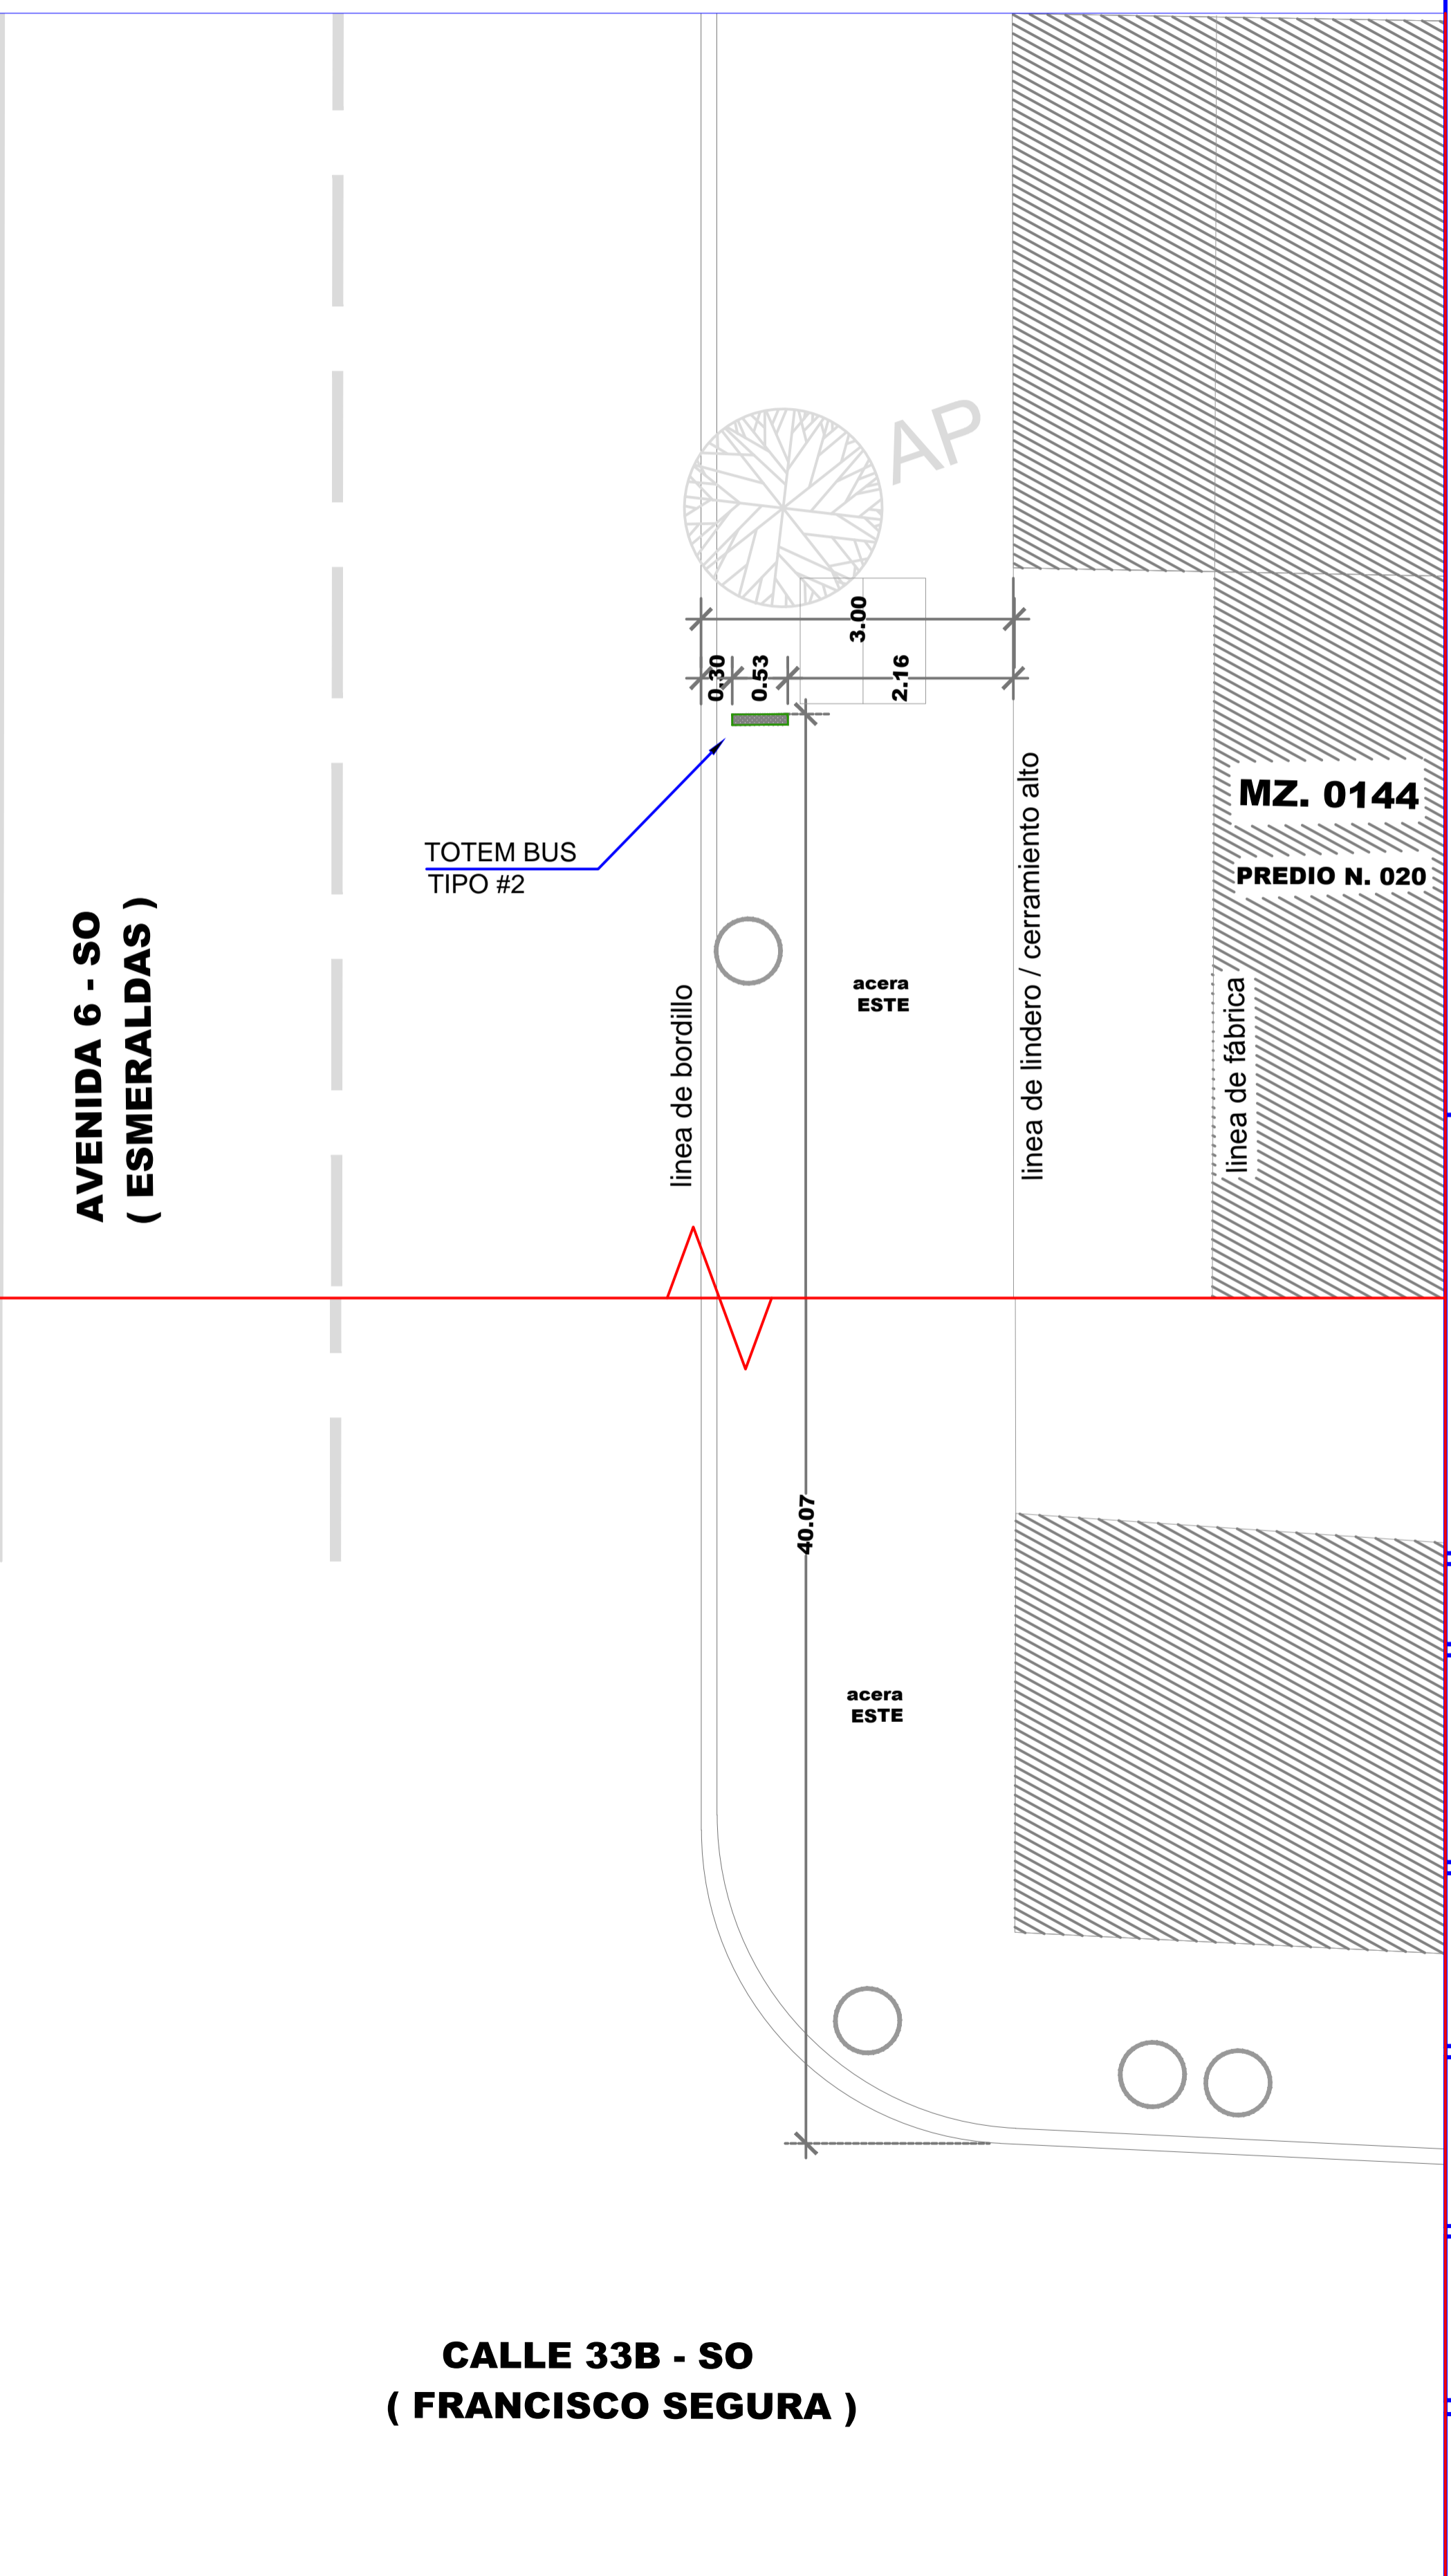 AP
3.00
0.30
0.53
2.16
TOTEM BUS
TIPO #2
MZ. 0144
PREDIO N. 020
AVENIDA 6 - SO
( ESMERALDAS )
linea de bordillo
acera
ESTE
linea de lindero / cerramiento alto
linea de fábrica
40.07
acera
ESTE
CALLE 33B - SO
( FRANCISCO SEGURA )